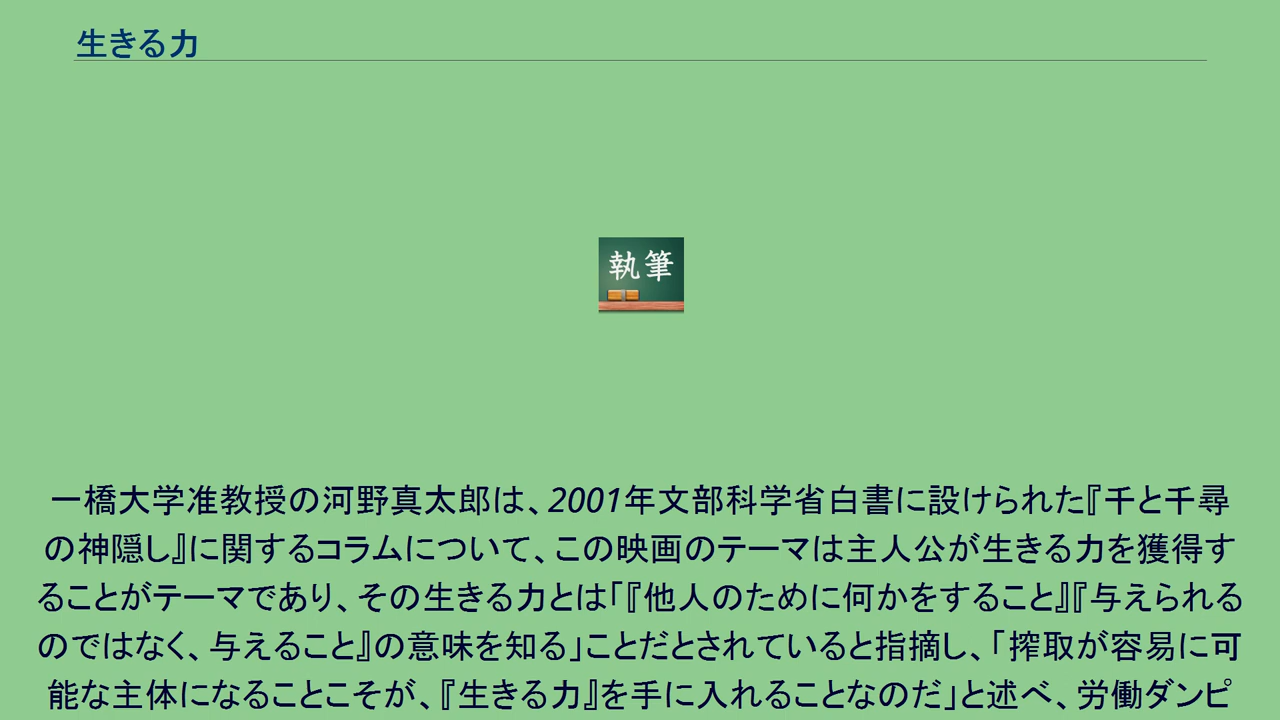 生きる力
執筆
一橋大学准教授の河野真太郎は、2001年文部科学省白書に設けられた『千と千尋
の神隠し』に関するコラムについて、この映画のテーマは主人公が生きる力を獲得す
ることがテーマであり、その生きる力とは「『他人のために何かをすること』『与えられる
のではなく、与えること』の意味を知る」ことだとされていると指摘し、「搾取が容易に可
能な主体になることこそが、『生きる力』を手に入れることなのだ」と述べ、労働ダンピ